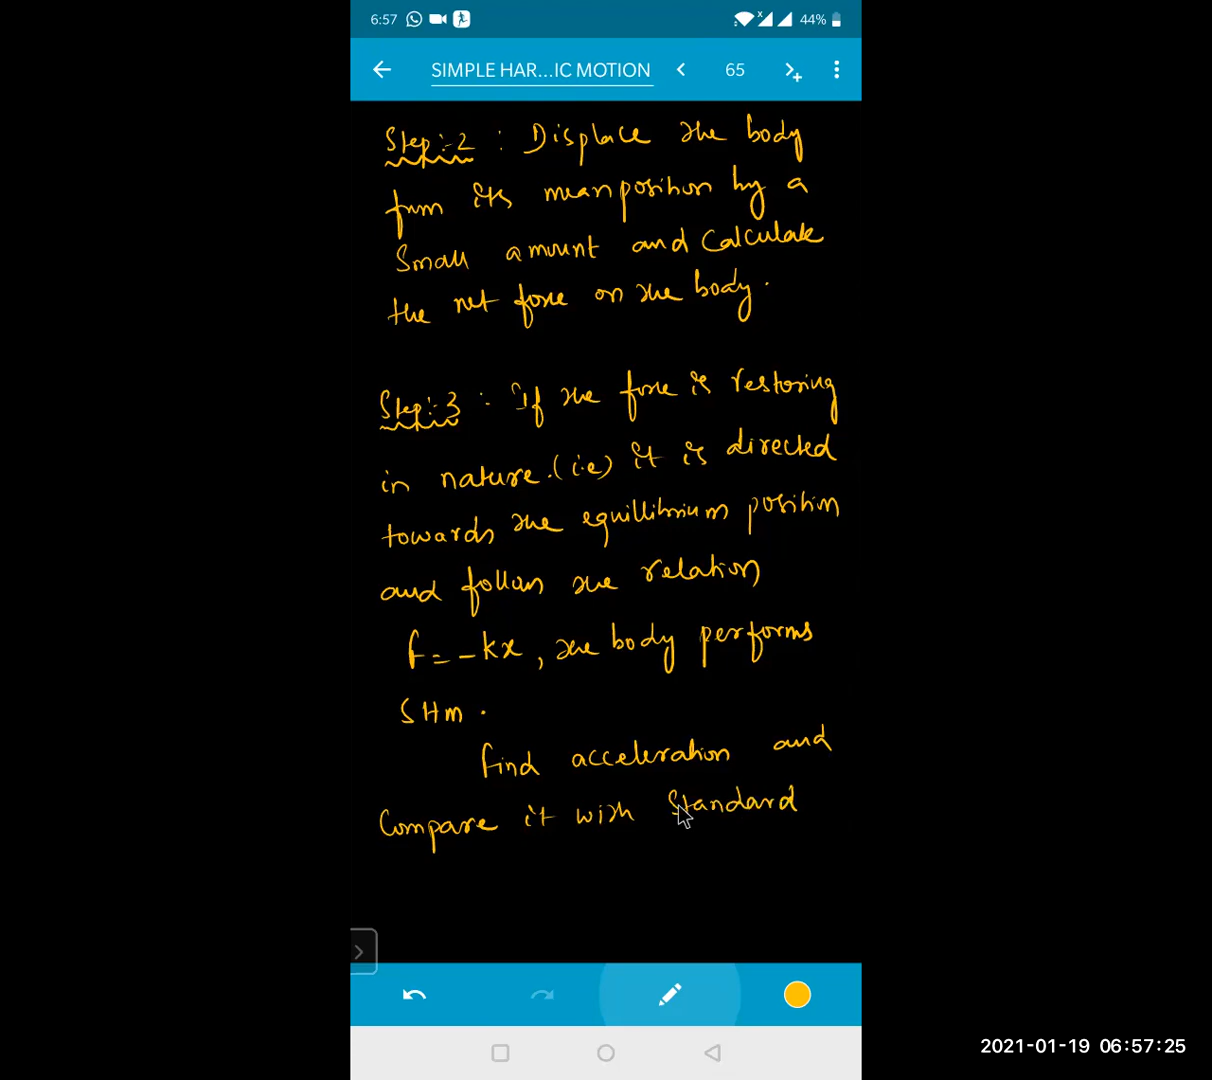 6:57
44%
SIMPLE HAR...IC MOTION
65
Step:-2 : Displace the body
from its mean position by a
Small amount and Calculate
the net force on the body.
Step:-3 : If the force is restoring
in nature.(i.e) it is directed
towards the equillibrium position
and follows the relation
F = -kx, the body performs
SHM.
Find acceleration and
Compare it with Standard
2021-01-19 06:57:25